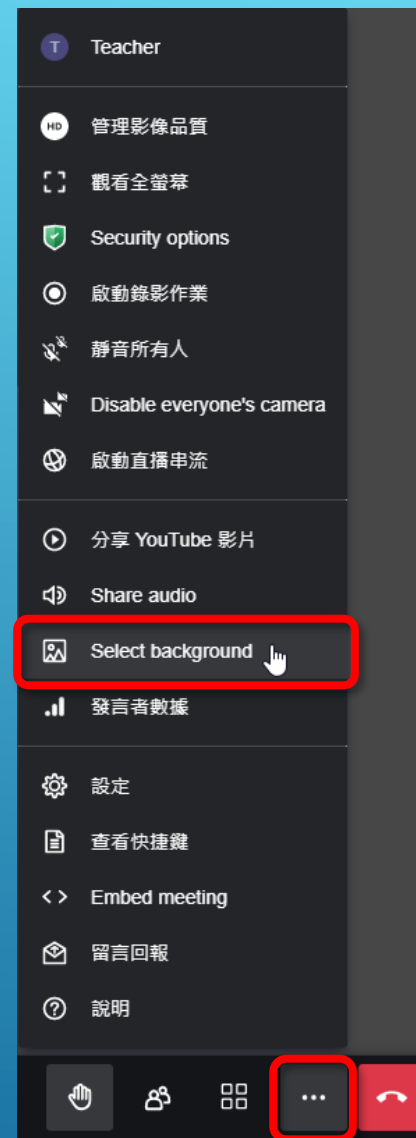 T Teacher
HD 管理影像品質
觀看全螢幕
Security options
啟動錄影作業
靜音所有人
Disable everyone's camera
啟動直播串流
分享 YouTube 影片
Share audio
Select background
發言者數據
設定
查看快捷鍵
Embed meeting
留言回報
說明